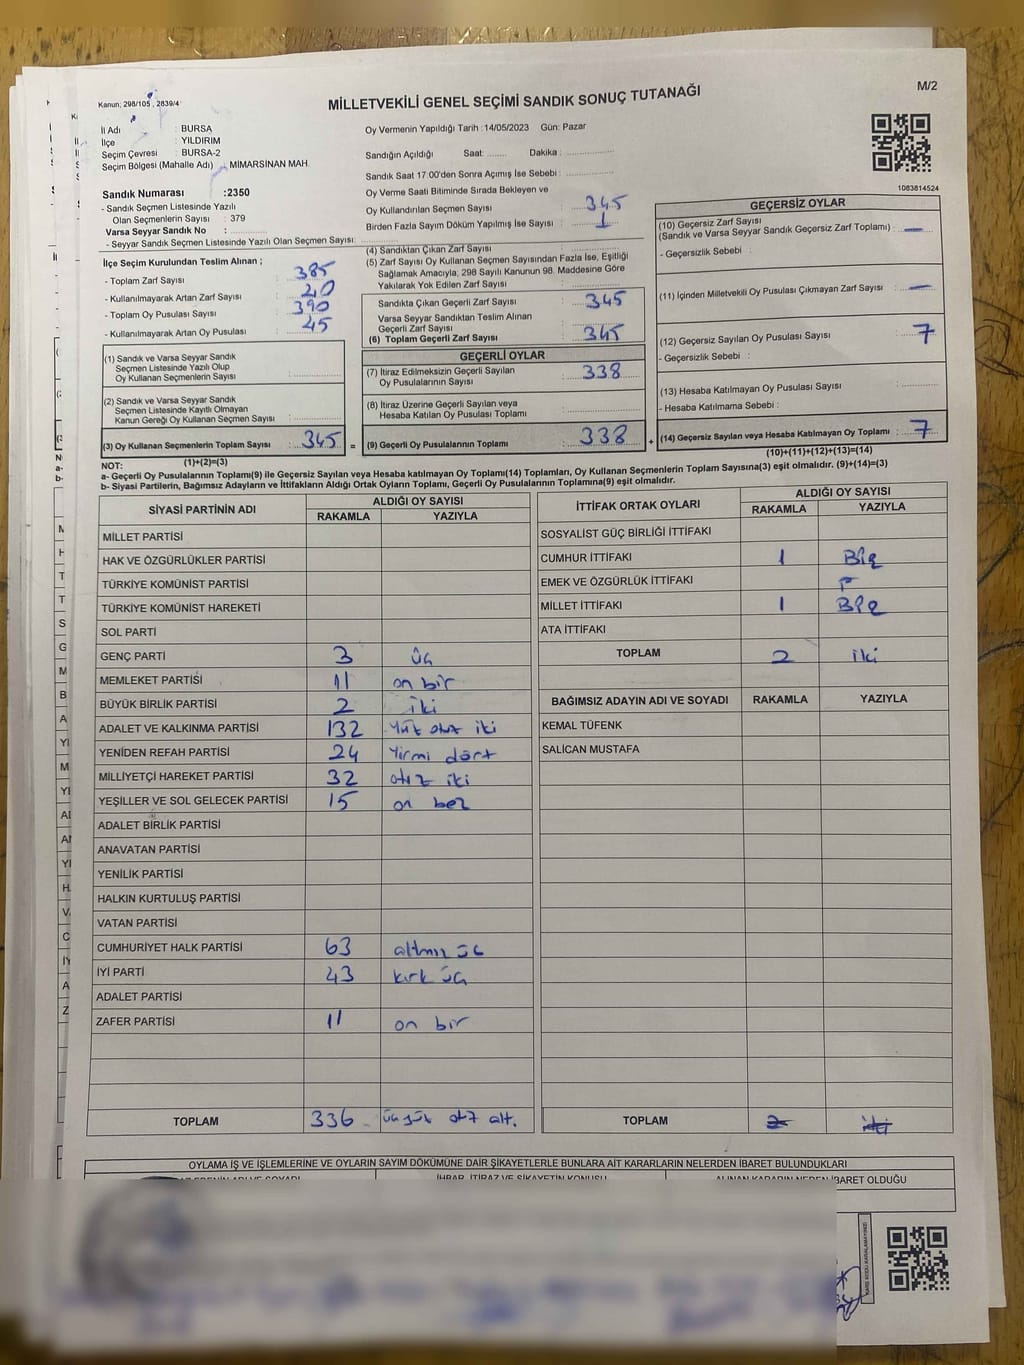 Kanun; 298/105 , 2839/4
MİLLETVEKİLİ GENEL SEÇİMİ SANDIK SONUÇ TUTANAĞI
M/2
İl Adı : BURSA
İlçe : YILDIRIM
Seçim Çevresi : BURSA-2
Seçim Bölgesi (Mahalle Adı) : MİMARSİNAN MAH.
Sandık Numarası :2350
- Sandık Seçmen Listesinde Yazılı
Olan Seçmenlerin Sayısı : 379
Varsa Seyyar Sandık No :
- Seyyar Sandık Seçmen Listesinde Yazılı Olan Seçmen Sayısı:
Oy Vermenin Yapıldığı Tarih :14/05/2023 Gün: Pazar
Sandığın Açıldığı Saat: ........ Dakika : ................
Sandık Saat 17:00'den Sonra Açımış İse Sebebi :
Oy Verme Saati Bitiminde Sırada Bekleyen ve
Oy Kullandırılan Seçmen Sayısı : 345
Birden Fazla Sayım Döküm Yapılmış İse Sayısı : 1
1083814524
İlçe Seçim Kurulundan Teslim Alınan ;
- Toplam Zarf Sayısı : 385
- Kullanılmayarak Artan Zarf Sayısı : 40
- Toplam Oy Pusulası Sayısı : 390
- Kullanılmayarak Artan Oy Pusulası : 45
(1) Sandık ve Varsa Seyyar Sandık
Seçmen Listesinde Yazılı Olup
Oy Kullanan Seçmenlerin Sayısı :
(2) Sandık ve Varsa Seyyar Sandık
Seçmen Listesinde Kayıtlı Olmayan
Kanun Gereği Oy Kullanan Seçmen Sayısı :
(3) Oy Kullanan Seçmenlerin Toplam Sayısı : 345 =
(1)+(2)=(3)
(4) Sandıktan Çıkan Zarf Sayısı :
(5) Zarf Sayısı Oy Kullanan Seçmen Sayısından Fazla İse, Eşitliği
Sağlamak Amacıyla; 298 Sayılı Kanunun 98. Maddesine Göre
Yakılarak Yok Edilen Zarf Sayısı :
Sandıkta Çıkan Geçerli Zarf Sayısı : 345
Varsa Seyyar Sandıktan Teslim Alınan
Geçerli Zarf Sayısı :
(6) Toplam Geçerli Zarf Sayısı : 345
GEÇERLİ OYLAR
(7) İtiraz Edilmeksizin Geçerli Sayılan
Oy Pusulalarının Sayısı : 338
(8) İtiraz Üzerine Geçerli Sayılan veya
Hesaba Katılan Oy Pusulası Toplamı :
(9) Geçerli Oy Pusulalarının Toplamı : 338 +
GEÇERSİZ OYLAR
(10) Geçersiz Zarf Sayısı
(Sandık ve Varsa Seyyar Sandık Geçersiz Zarf Toplamı) : —
- Geçersizlik Sebebi :
(11) İçinden Milletvekili Oy Pusulası Çıkmayan Zarf Sayısı : —
(12) Geçersiz Sayılan Oy Pusulası Sayısı : 7
- Geçersizlik Sebebi :
(13) Hesaba Katılmayan Oy Pusulası Sayısı :
- Hesaba Katılmama Sebebi :
(14) Geçersiz Sayılan veya Hesaba Katılmayan Oy Toplamı : 7
(10)+(11)+(12)+(13)=(14)
NOT:
a- Geçerli Oy Pusulalarının Toplamı(9) ile Geçersiz Sayılan veya Hesaba katılmayan Oy Toplamı(14) Toplamları, Oy Kullanan Seçmenlerin Toplam Sayısına(3) eşit olmalıdır. (9)+(14)=(3)
b- Siyasi Partilerin, Bağımsız Adayların ve İttifakların Aldığı Ortak Oyların Toplamı, Geçerli Oy Pusulalarının Toplamına(9) eşit olmalıdır.
SİYASİ PARTİNİN ADI ALDIĞI OY SAYISI
RAKAMLA YAZIYLA
MİLLET PARTİSİ
HAK VE ÖZGÜRLÜKLER PARTİSİ
TÜRKİYE KOMÜNİST PARTİSİ
TÜRKİYE KOMÜNİST HAREKETİ
SOL PARTİ
GENÇ PARTİ 3 üç
MEMLEKET PARTİSİ 11 on bir
BÜYÜK BİRLİK PARTİSİ 2 iki
ADALET VE KALKINMA PARTİSİ 132 yüz otuz iki
YENİDEN REFAH PARTİSİ 24 Yirmi dört
MİLLİYETÇİ HAREKET PARTİSİ 32 otuz iki
YEŞİLLER VE SOL GELECEK PARTİSİ 15 on beş
ADALET BİRLİK PARTİSİ
ANAVATAN PARTİSİ
YENİLİK PARTİSİ
HALKIN KURTULUŞ PARTİSİ
VATAN PARTİSİ
CUMHURİYET HALK PARTİSİ 63 altmış üç
İYİ PARTİ 43 kırk üç
ADALET PARTİSİ
ZAFER PARTİSİ 11 on bir
TOPLAM 336 üç yüz otuz alt.
İTTİFAK ORTAK OYLARI ALDIĞI OY SAYISI
RAKAMLA YAZIYLA
SOSYALİST GÜÇ BİRLİĞİ İTTİFAKI
CUMHUR İTTİFAKI 1 Bir
EMEK VE ÖZGÜRLÜK İTTİFAKI
MİLLET İTTİFAKI 1 Bir
ATA İTTİFAKI
TOPLAM 2 iki
BAĞIMSIZ ADAYIN ADI VE SOYADI RAKAMLA YAZIYLA
KEMAL TÜFENK
SALİCAN MUSTAFA
TOPLAM 2 iki
OYLAMA İŞ VE İŞLEMLERİNE VE OYLARIN SAYIM DÖKÜMÜNE DAİR ŞİKAYETLERLE BUNLARA AİT KARARLARIN NELERDEN İBARET BULUNDUKLARI
İHBAR, İTİRAZ VE ŞİKAYETİN KONUSU
ALINAN KARARIN NEDEN İBARET OLDUĞU